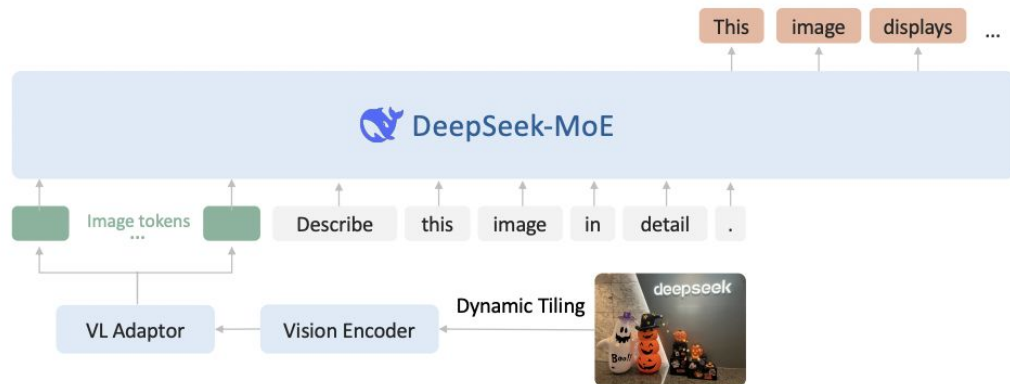 This image displays ...
DeepSeek-MoE
Image tokens
...
Describe this image in detail .
Dynamic Tiling
deepseek
VL Adaptor
Vision Encoder
Boo!!